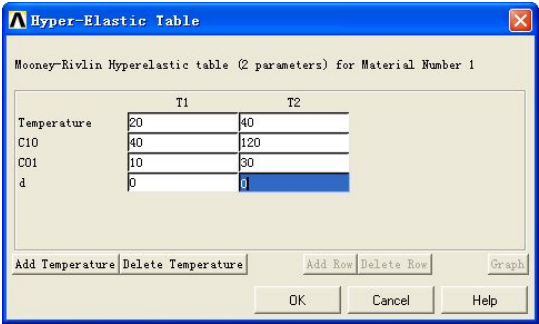 Hyper-Elastic Table
Mooney-Rivlin Hyperelastic table (2 parameters) for Material Number 1
T1 T2
Temperature 20 40
C10 40 120
C01 10 30
d 0 0
Add Temperature Delete Temperature Add Row Delete Row Graph
OK Cancel Help